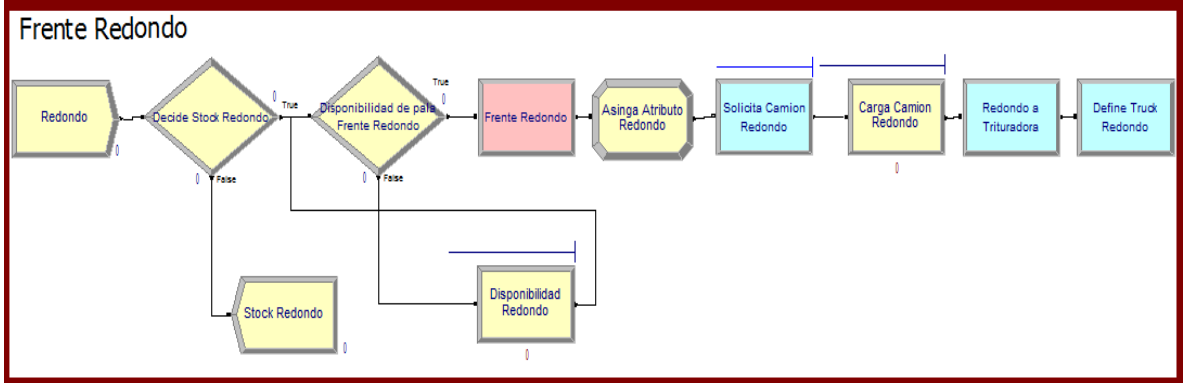 Frente Redondo
Redondo
0
Decide Stock Redondo
0
True
0
False
Disponibilidad de pala
Frente Redondo
True
0
0
False
Frente Redondo
Asinga Atributo
Redondo
Solicita Camion
Redondo
Carga Camion
Redondo
0
Redondo a
Trituradora
Define Truck
Redondo
Stock Redondo
0
Disponibilidad
Redondo
0